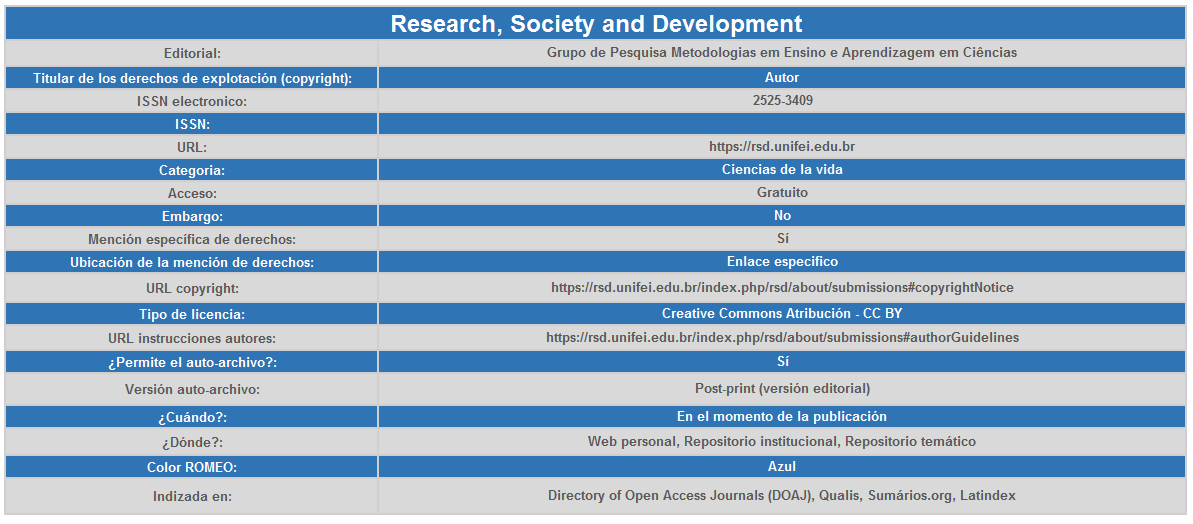 Research, Society and Development
Editorial: Grupo de Pesquisa Metodologias em Ensino e Aprendizagem em Ciências
Titular de los derechos de explotación (copyright): Autor
ISSN electronico: 2525-3409
ISSN:
URL: https://rsd.unifei.edu.br
Categoria: Ciencias de la vida
Acceso: Gratuito
Embargo: No
Mención específica de derechos: Sí
Ubicación de la mención de derechos: Enlace especifico
URL copyright: https://rsd.unifei.edu.br/index.php/rsd/about/submissions#copyrightNotice
Tipo de licencia: Creative Commons Atribución - CC BY
URL instrucciones autores: https://rsd.unifei.edu.br/index.php/rsd/about/submissions#authorGuidelines
¿Permite el auto-archivo?: Sí
Versión auto-archivo: Post-print (versión editorial)
¿Cuándo?: En el momento de la publicación
¿Dónde?: Web personal, Repositorio institucional, Repositorio temático
Color ROMEO: Azul
Indizada en: Directory of Open Access Journals (DOAJ), Qualis, Sumários.org, Latindex